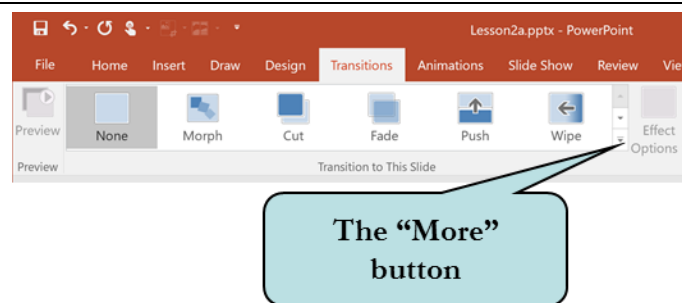 Lesson2a.pptx - PowerPoint
File Home Insert Draw Design Transitions Animations Slide Show Review Vie
Preview None Morph Cut Fade Push Wipe Effect
Options
Preview Transition to This Slide
The “More”
button